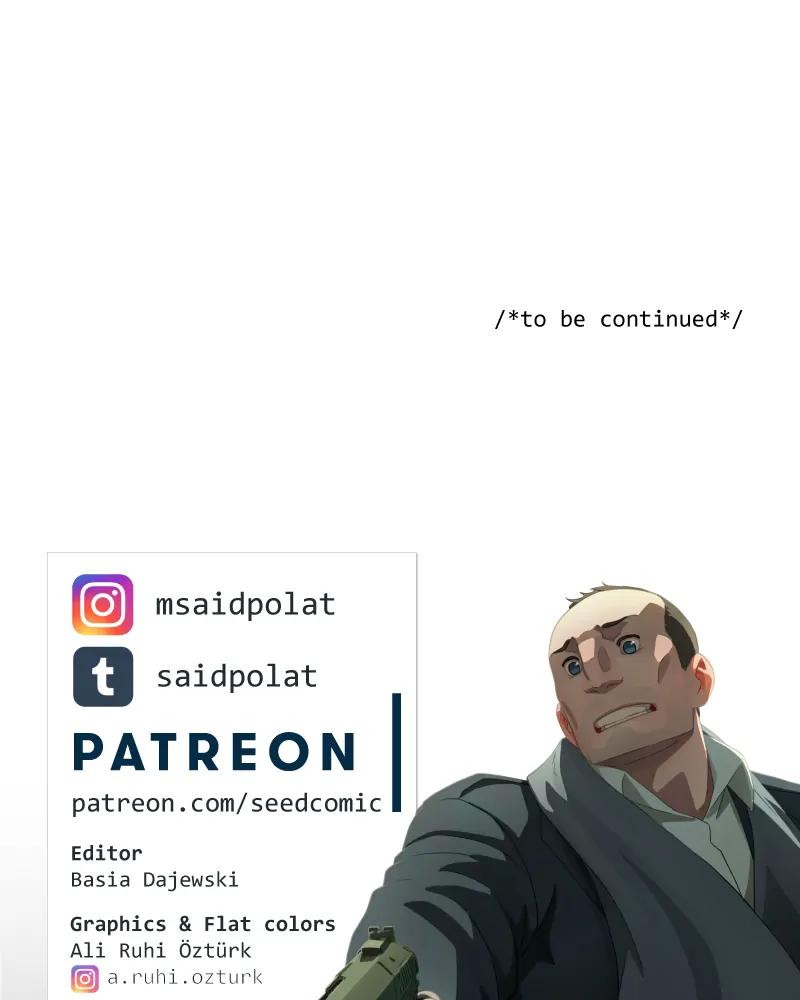 /*to be continued*/
msaidpolat
t
saidpolat
PATREON
patreon.com/seedcomic
Editor
Basia Dajewski
Graphics & Flat colors
Ali Ruhi Öztürk
a.ruhi.ozturk